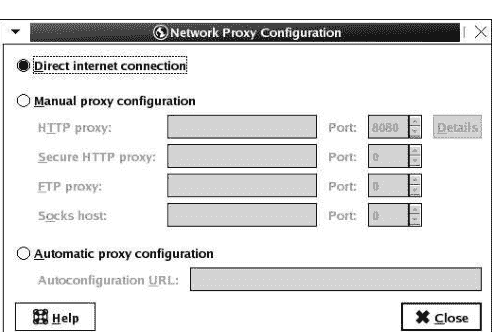 Network Proxy Configuration
Direct internet connection
Manual proxy configuration
HTTP proxy: Port: 8080 Details
Secure HTTP proxy: Port: 0
FTP proxy: Port: 0
Socks host: Port: 0
Automatic proxy configuration
Autoconfiguration URL:
Help Close